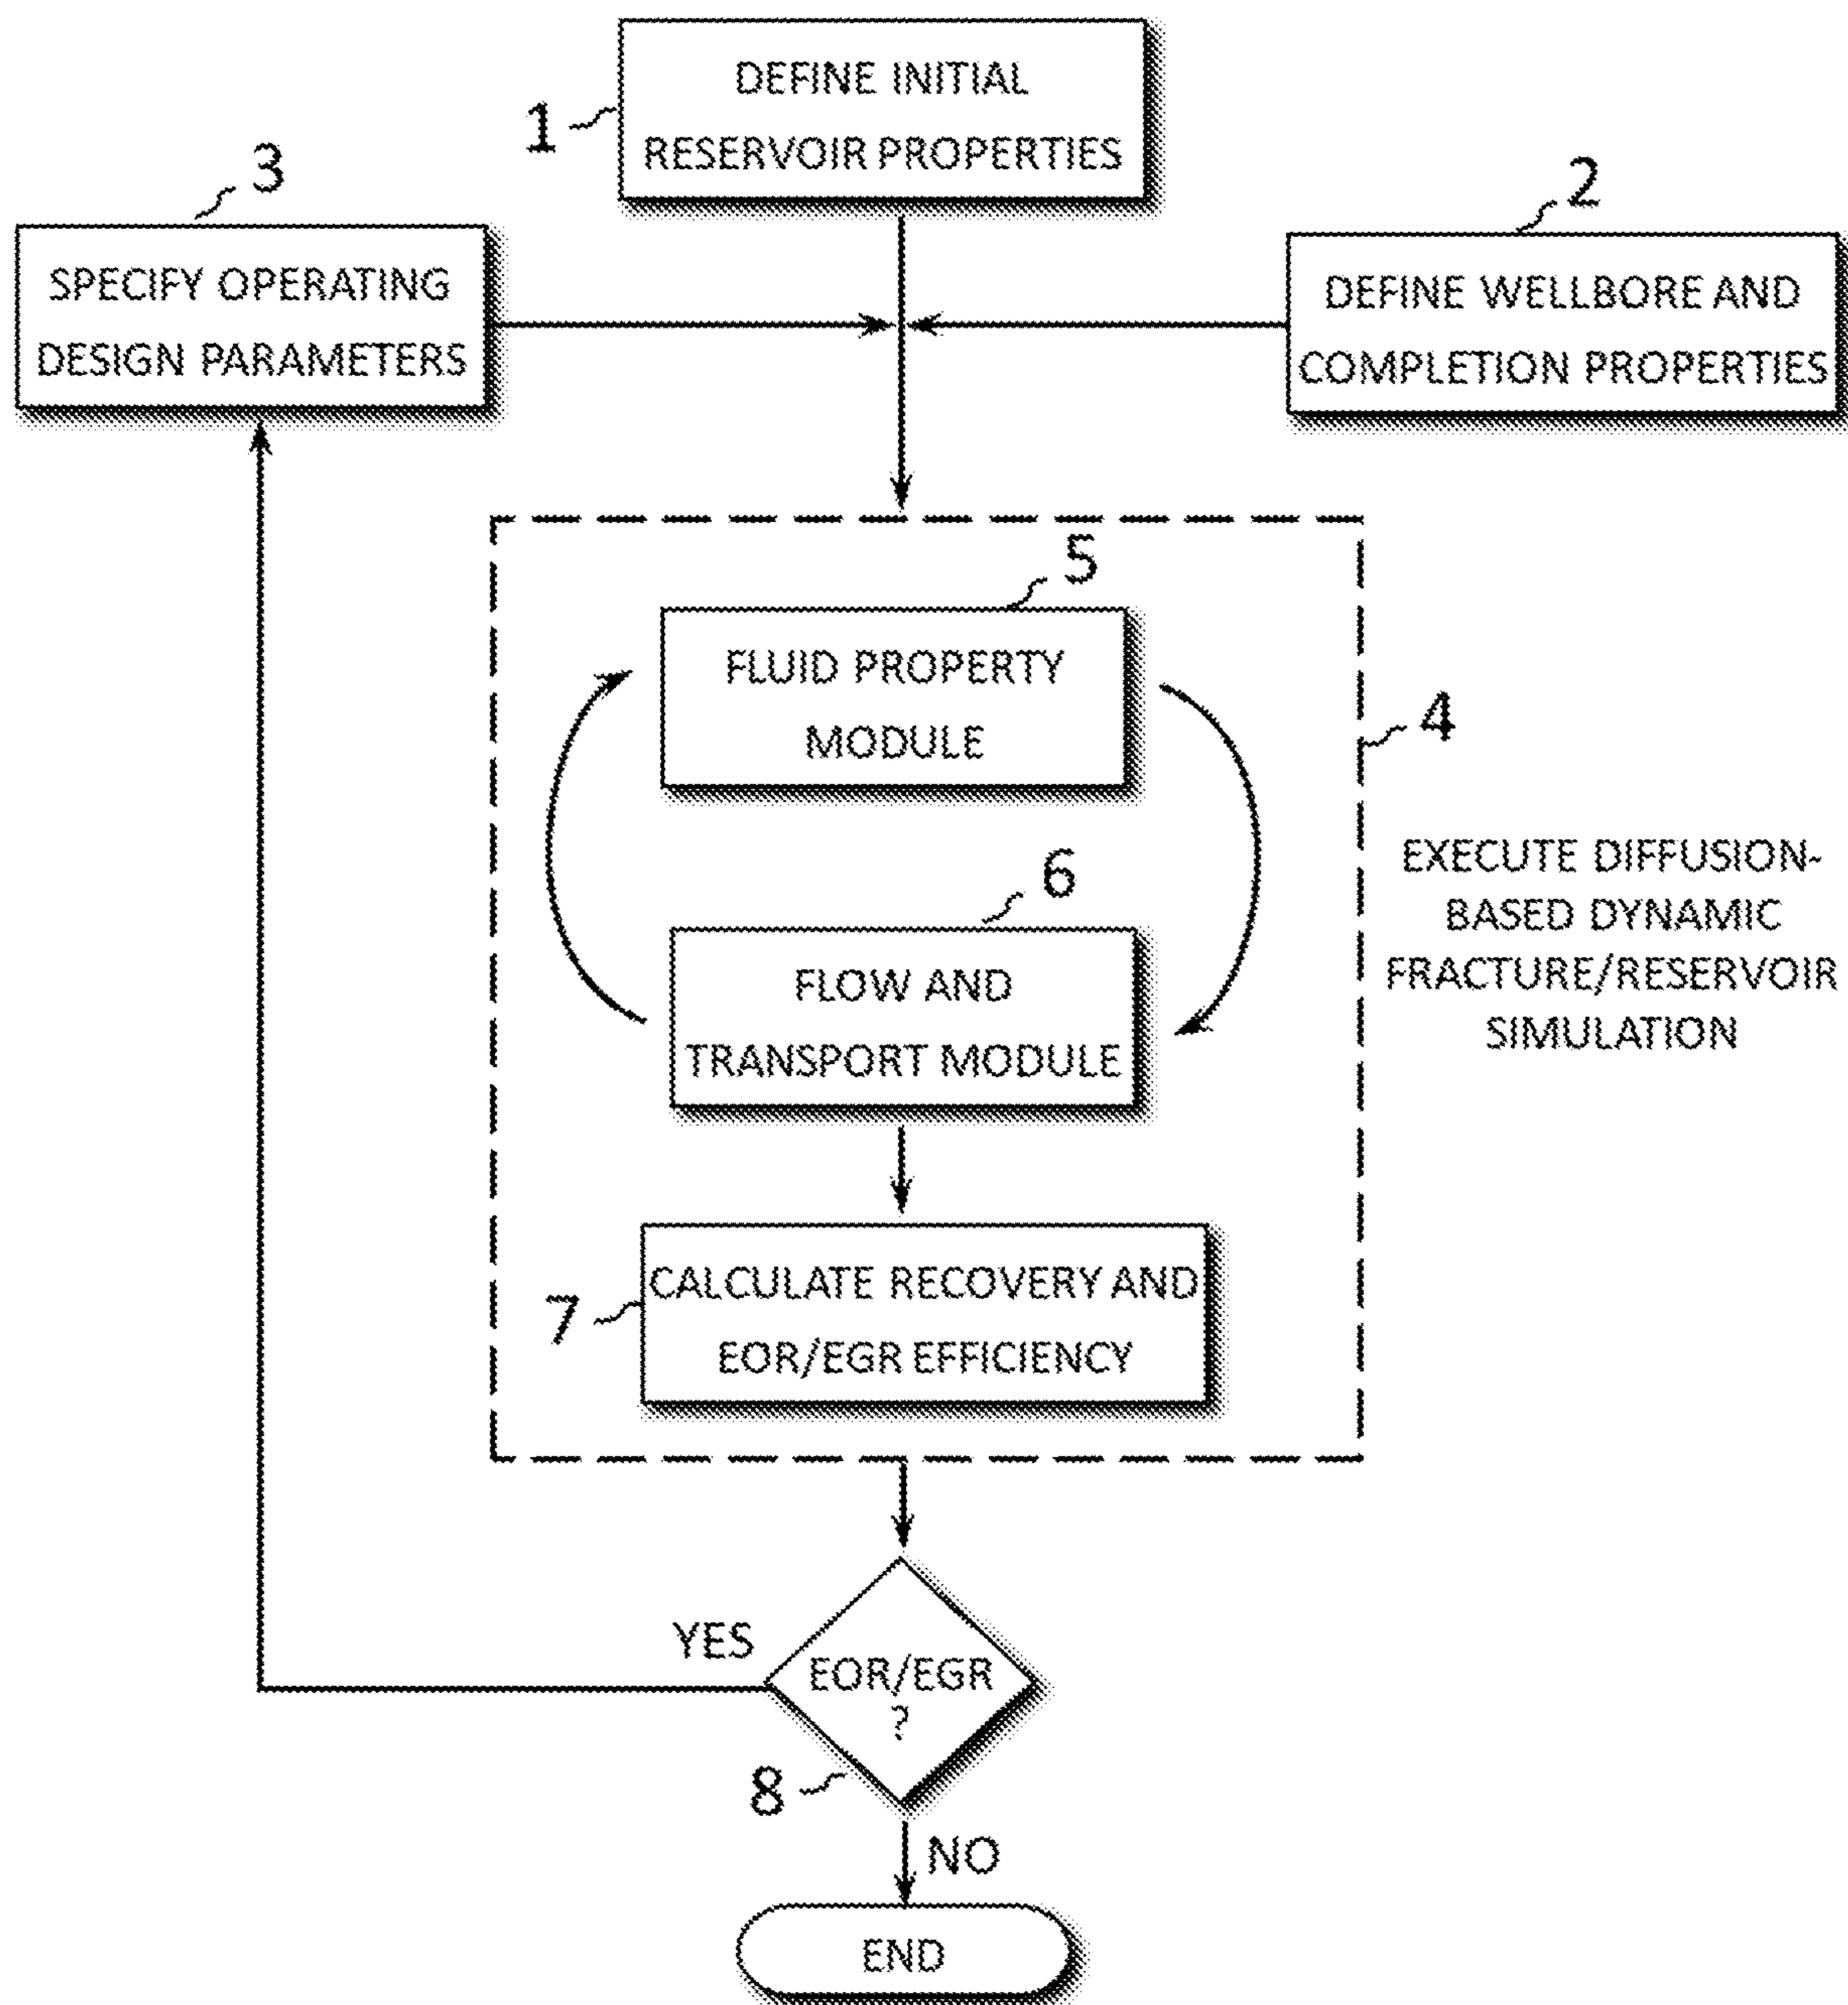 DEFINE INITIAL
RESERVOIR PROPERTIES
1
3
SPECIFY OPERATING
DESIGN PARAMETERS
2
DEFINE WELLBORE AND
COMPLETION PROPERTIES
5
FLUID PROPERTY
MODULE
4
EXECUTE DIFFUSION-
BASED DYNAMIC
FRACTURE/RESERVOIR
SIMULATION
6
FLOW AND
TRANSPORT MODULE
7
CALCULATE RECOVERY AND
EOR/EGR EFFICIENCY
YES
EOR/EGR
?
8
NO
END